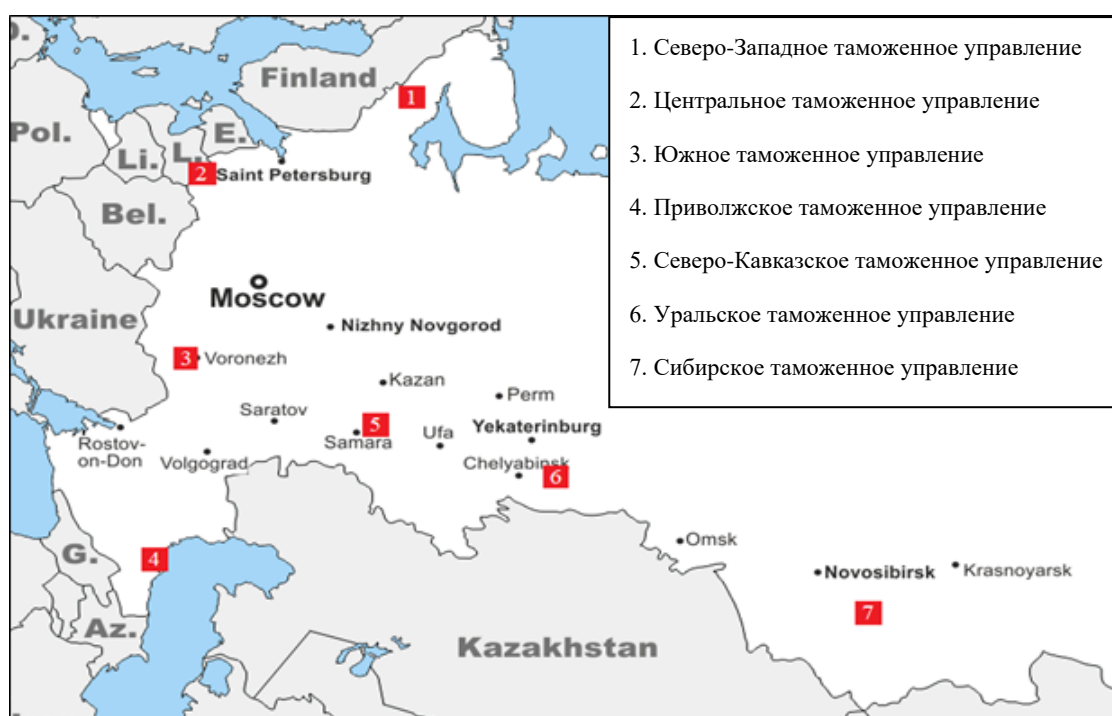 1. Северо-Западное таможенное управление
2. Центральное таможенное управление
3. Южное таможенное управление
4. Приволжское таможенное управление
5. Северо-Кавказское таможенное управление
6. Уральское таможенное управление
7. Сибирское таможенное управление
Finland
1
Pol.
Li.
L.
E.
2
Saint Petersburg
Bel.
Moscow
Ukraine
Nizhny Novgorod
3
Voronezh
Kazan
Perm
Saratov
5
Samara
Ufa
Yekaterinburg
Rostov-
on-Don
Volgograd
Chelyabinsk
6
G.
4
Omsk
Novosibirsk
Krasnoyarsk
7
Az.
Kazakhstan